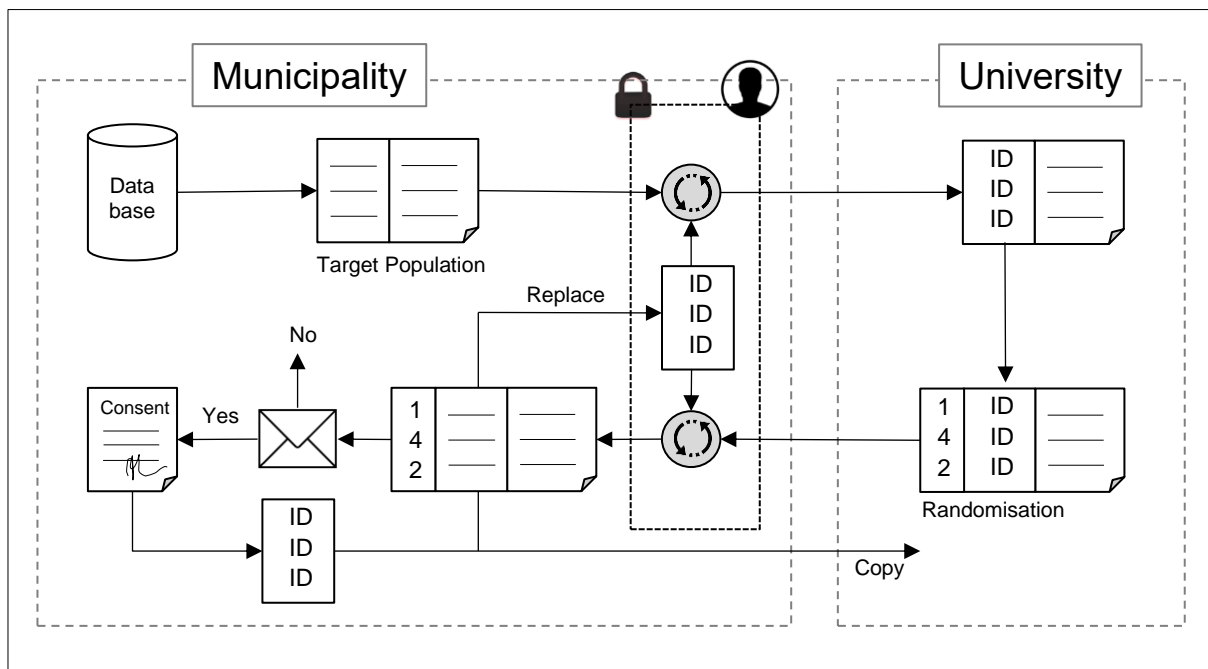 Municipality
University
Data
base
Target Population
ID
ID
ID
Replace
ID
ID
ID
No
Yes
Consent
1
4
2
1
4
2
ID
ID
ID
Randomisation
ID
ID
ID
Copy